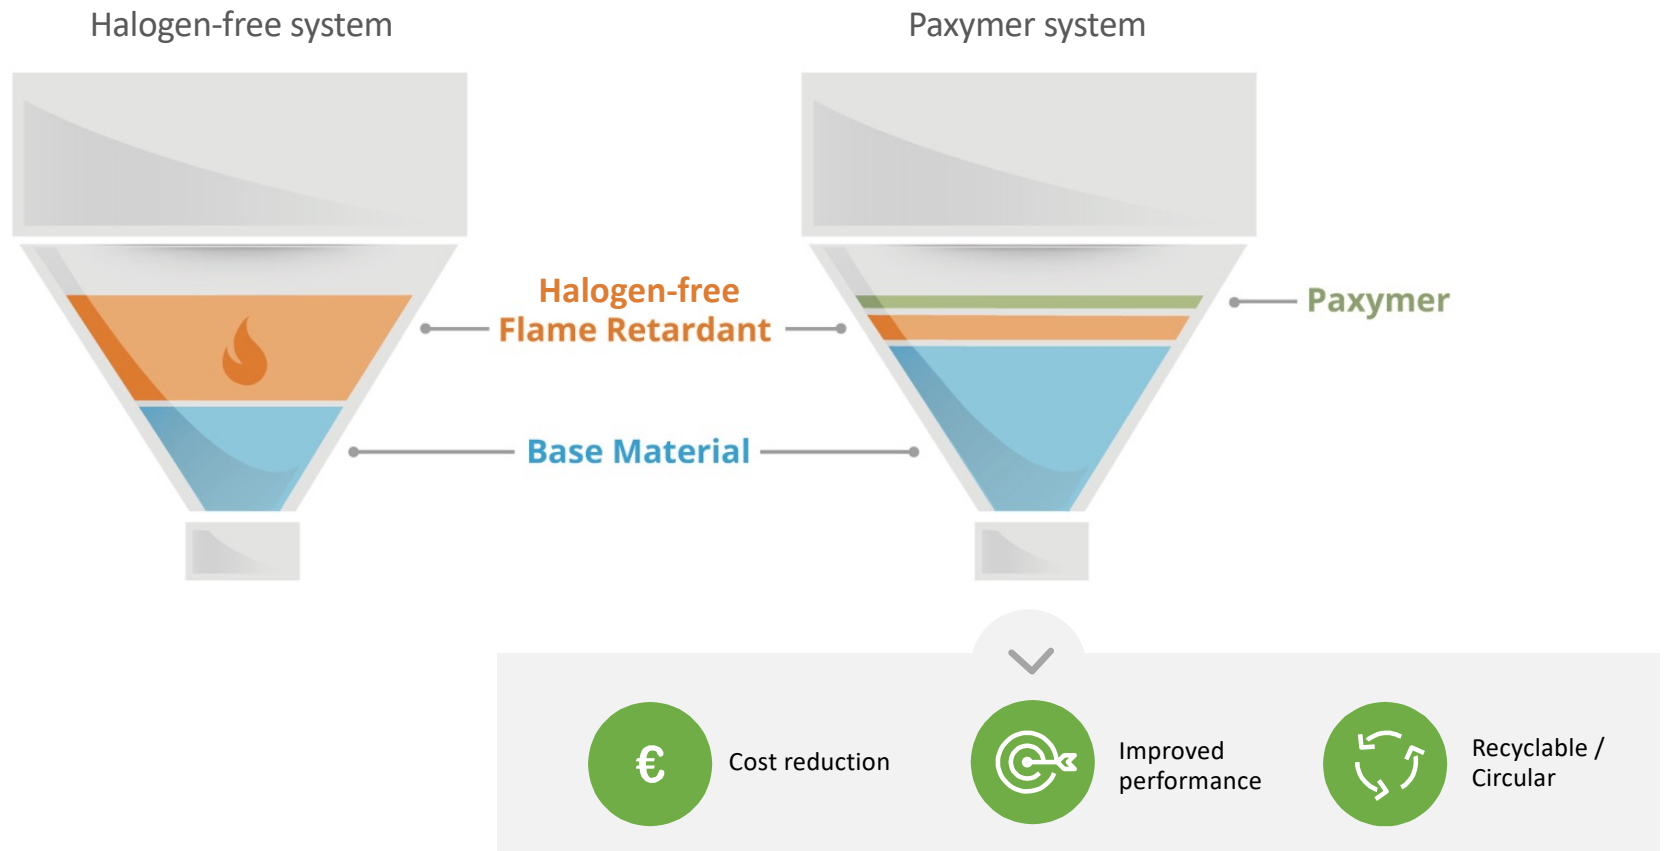 Halogen-free system
Paxymer system
Halogen-free
Flame Retardant
Paxymer
Base Material
€
Cost reduction
Improved
performance
Recyclable /
Circular